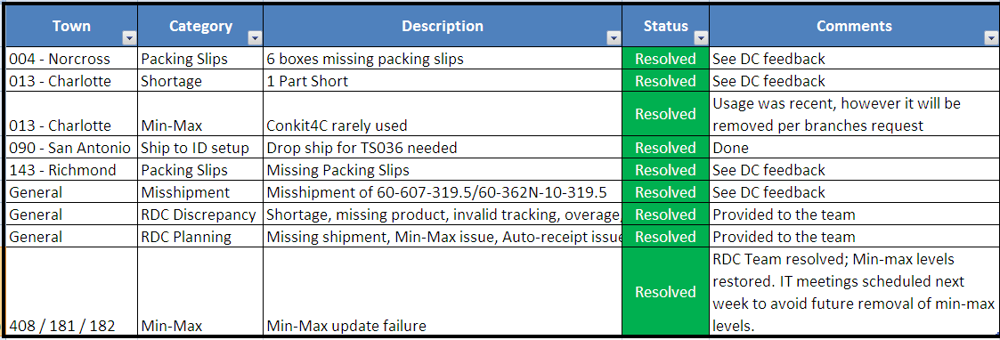 Town Category Description Status Comments
004 - Norcross Packing Slips 6 boxes missing packing slips Resolved See DC feedback
013 - Charlotte Shortage 1 Part Short Resolved See DC feedback
013 - Charlotte Min-Max Conkit4C rarely used Resolved Usage was recent, however it will be
removed per branches request
090 - San Antonio Ship to ID setup Drop ship for TS036 needed Resolved Done
143 - Richmond Packing Slips Missing Packing Slips Resolved See DC feedback
General Misshipment Misshipment of 60-607-319.5/60-362N-10-319.5 Resolved See DC feedback
General RDC Discrepancy Shortage, missing product, invalid tracking, overage, Resolved Provided to the team
General RDC Planning Missing shipment, Min-Max issue, Auto-receipt issue Resolved Provided to the team
408 / 181 / 182 Min-Max Min-Max update failure Resolved RDC Team resolved; Min-max levels
restored. IT meetings scheduled next
week to avoid future removal of min-max
levels.